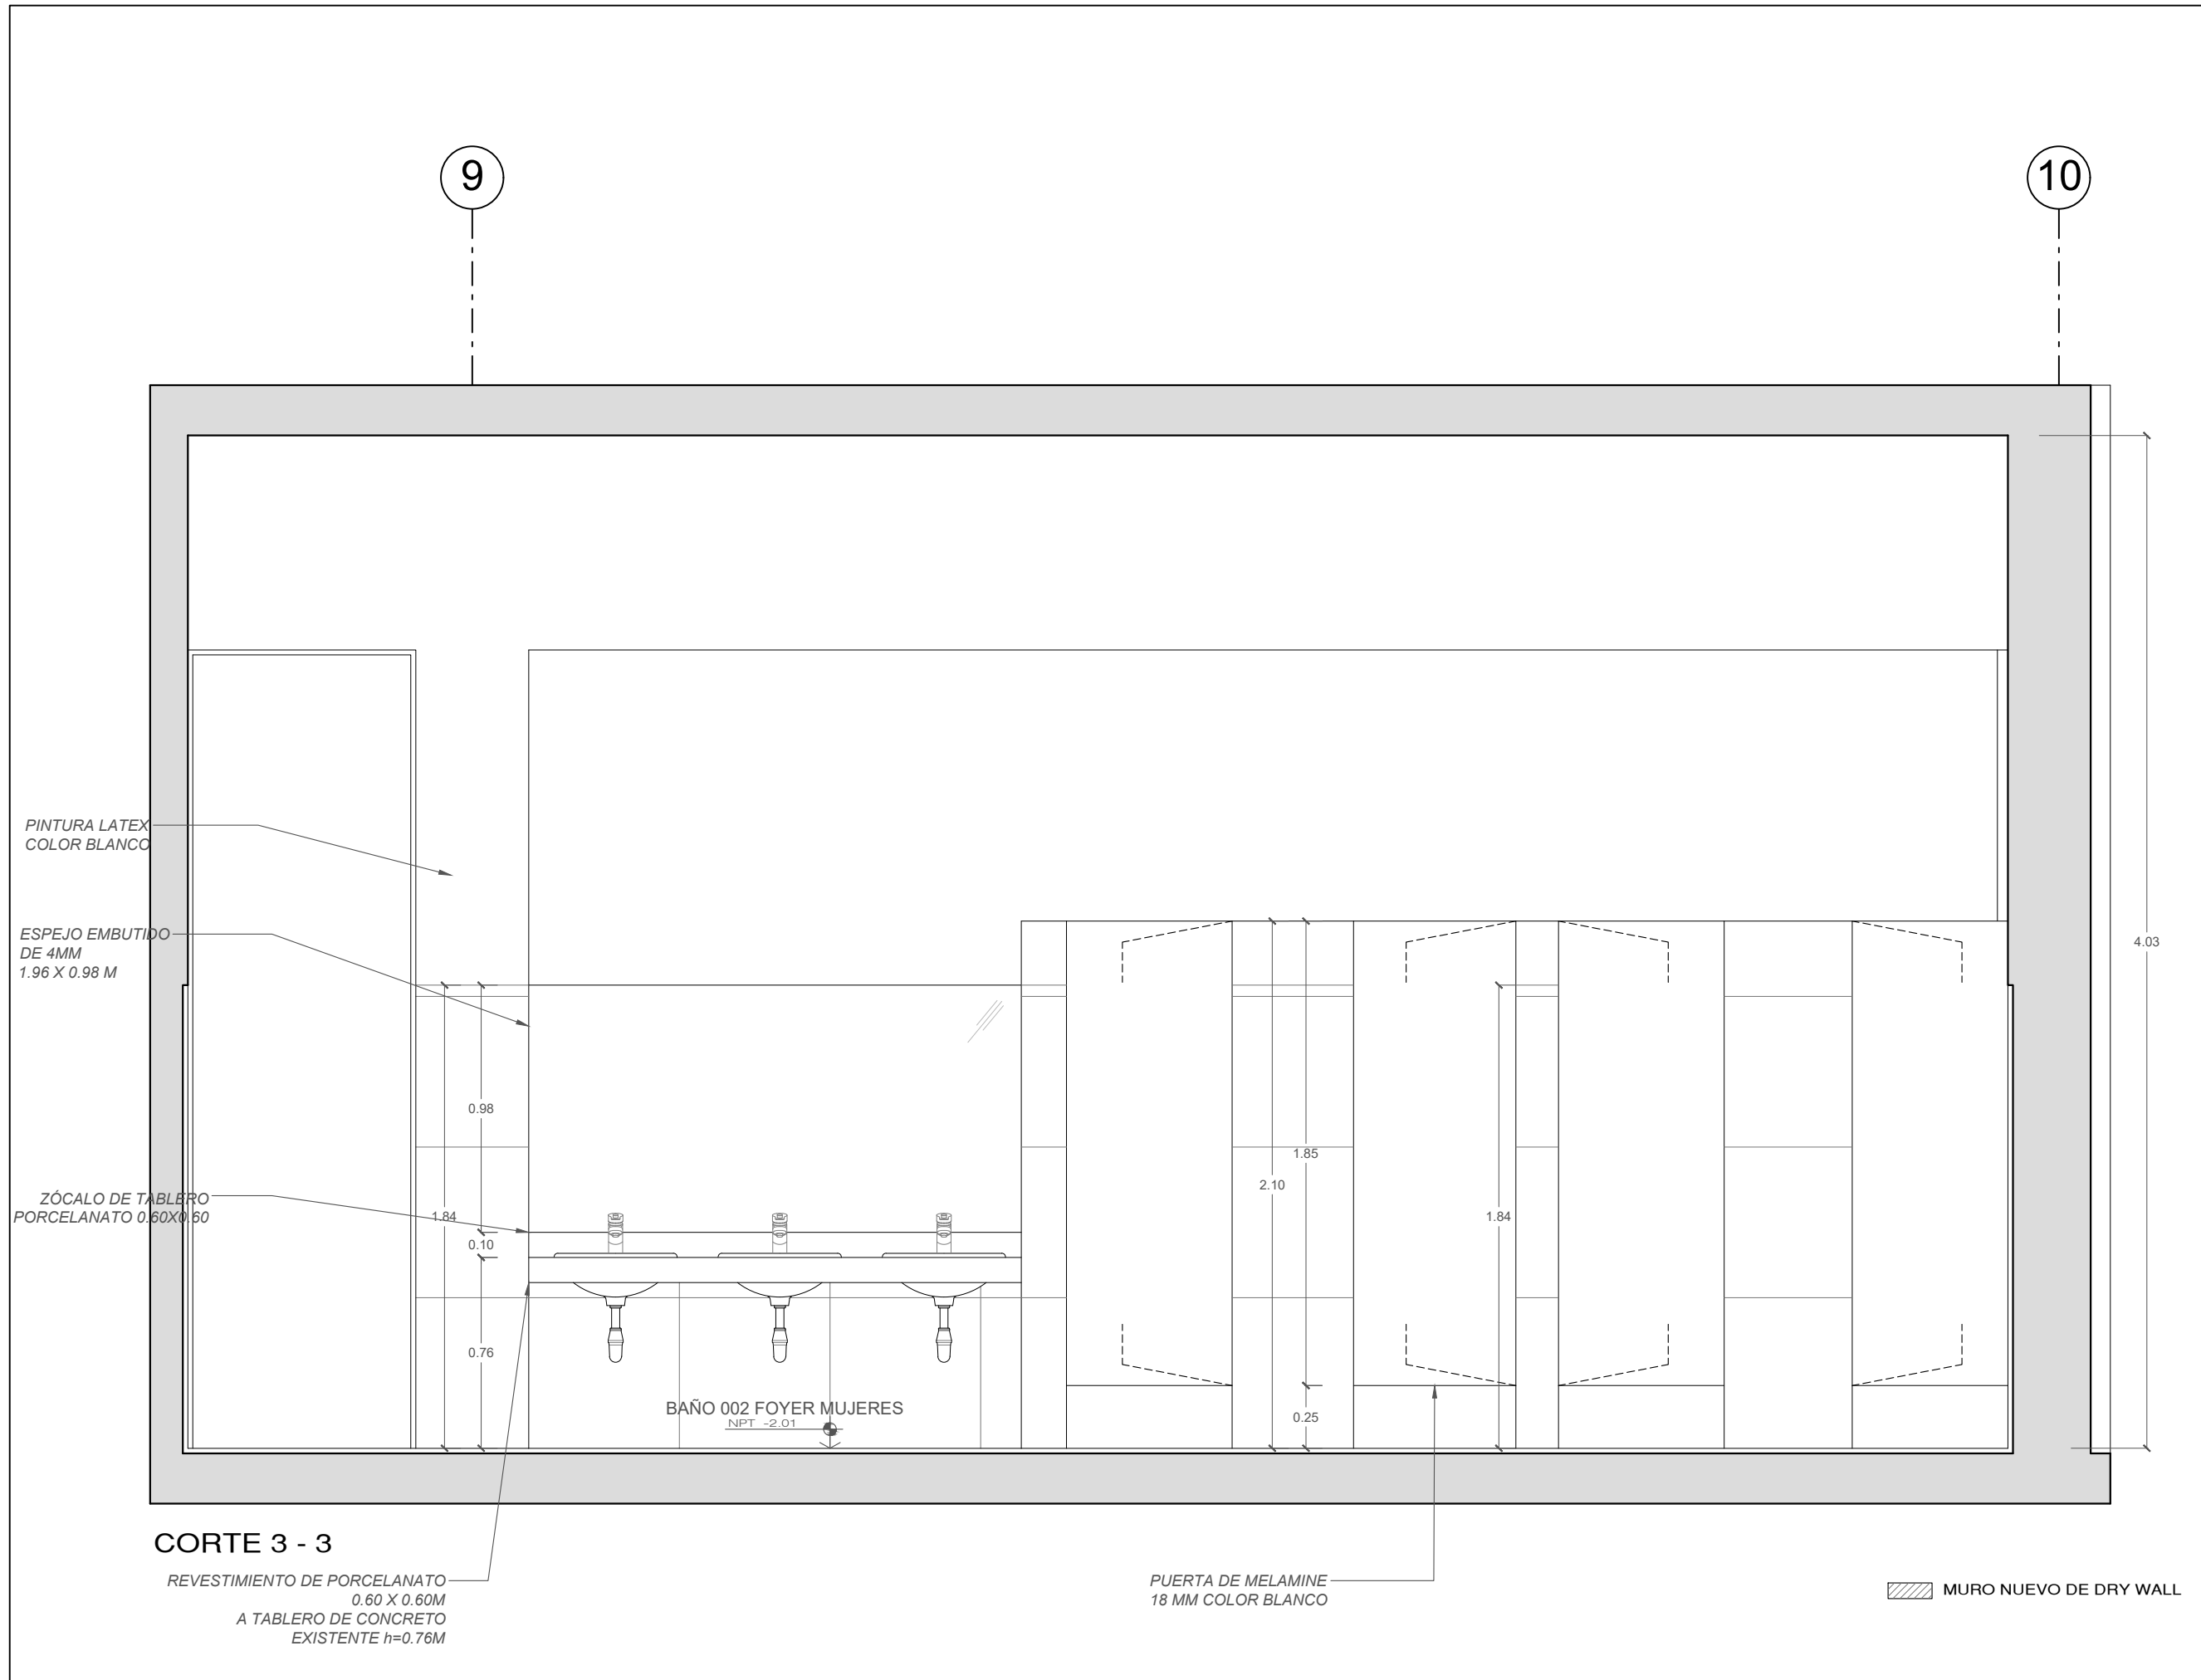 9
10
PINTURA LATEX
COLOR BLANCO
ESPEJO EMBUTIDO
DE 4MM
1.96 X 0.98 M
4.03
0.98
1.85
2.10
ZÓCALO DE TABLERO
PORCELANATO 0.60X0.60
1.84
1.84
0.10
0.76
BAÑO 002 FOYER MUJERES
NPT -2.01
0.25
CORTE 3 - 3
REVESTIMIENTO DE PORCELANATO
0.60 X 0.60M
A TABLERO DE CONCRETO
EXISTENTE h=0.76M
PUERTA DE MELAMINE
18 MM COLOR BLANCO
MURO NUEVO DE DRY WALL